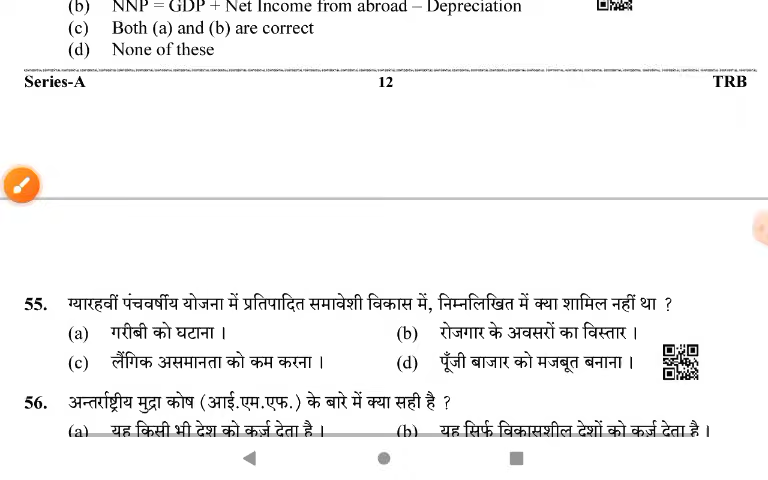 (b) NNP = GDP + Net Income from abroad – Depreciation
(c) Both (a) and (b) are correct
(d) None of these
Series-A 12 TRB
55. ग्यारहवीं पंचवर्षीय योजना में प्रतिपादित समावेशी विकास में, निम्नलिखित में क्या शामिल नहीं था ?
(a) गरीबी को घटाना । (b) रोजगार के अवसरों का विस्तार ।
(c) लैंगिक असमानता को कम करना । (d) पूँजी बाजार को मजबूत बनाना ।
56. अन्तर्राष्ट्रीय मुद्रा कोष (आई.एम.एफ.) के बारे में क्या सही है ?
(a) यह किसी भी देश को कर्ज देता है । (b) यह सिर्फ विकासशील देशों को कर्ज देता है ।